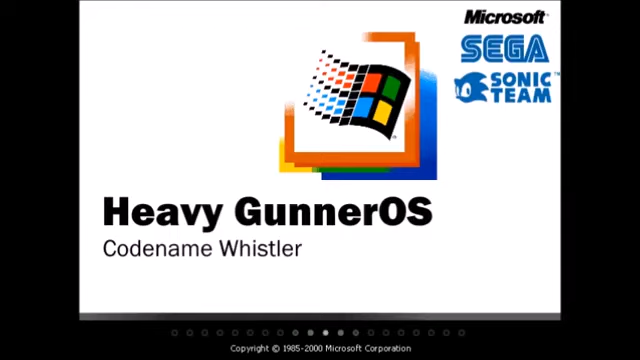 Microsoft
SEGA
SONIC
TEAM
Heavy GunnerOS
Codename Whistler
Copyright © 1985-2000 Microsoft Corporation